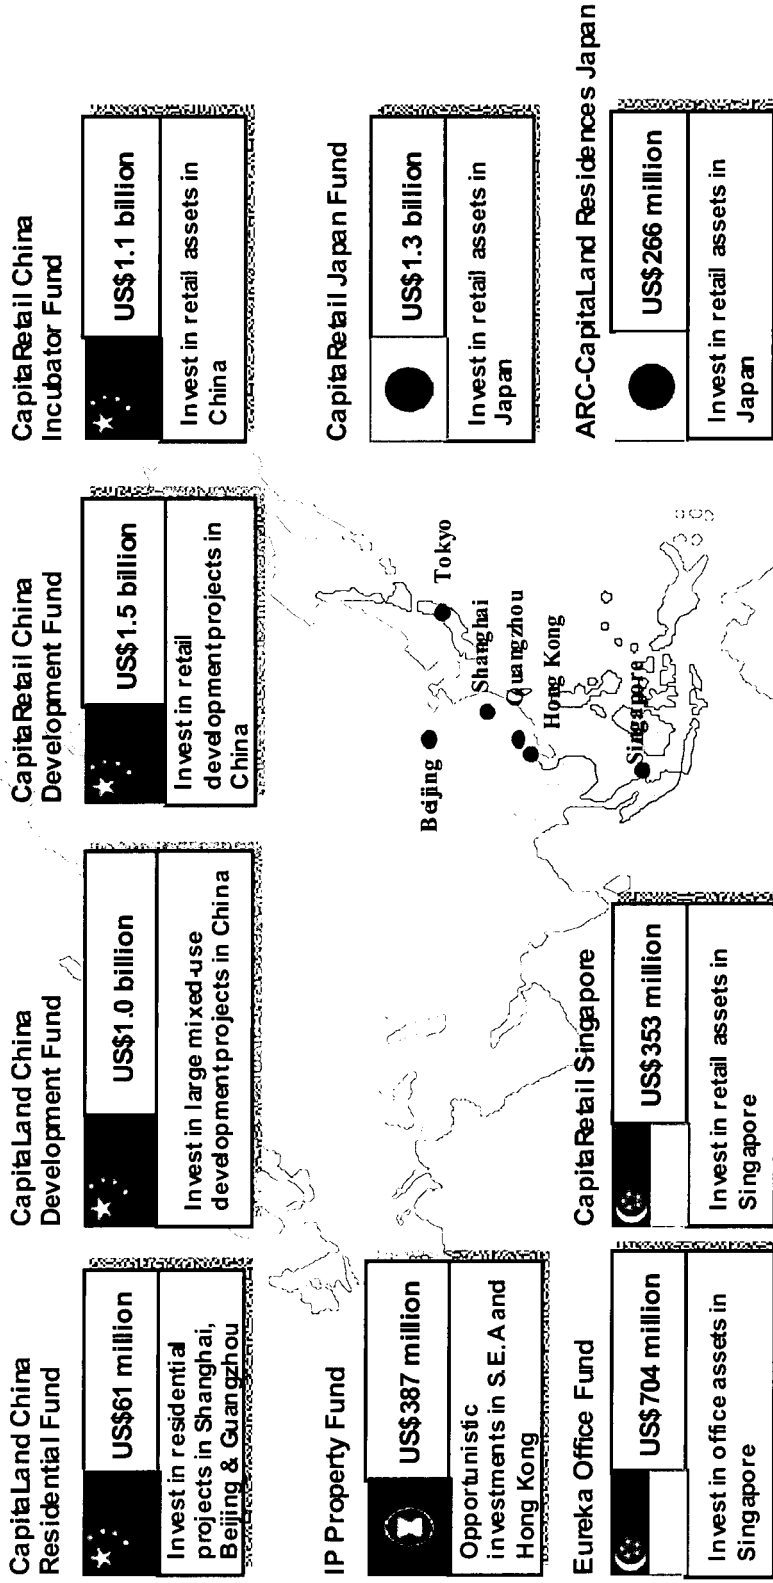 CapitaLand China
Residential Fund
US$61 million
Invest in residential
projects in Shanghai,
Beijing & Guangzhou
CapitaLand China
Development Fund
US$1.0 billion
Invest in large mixed-use
development projects in China
CapitaRetail China
Development Fund
US$1.5 billion
Invest in retail
development projects in
China
CapitaRetail China
Incubator Fund
US$1.1 billion
Invest in retail assets in
China
IP Property Fund
US$387 million
Opportunistic
investments in S.E.A and
Hong Kong
Beijing
Tokyo
Shanghai
Guangzhou
Hong Kong
Singapore
CapitaRetail Japan Fund
US$1.3 billion
Invest in retail assets in
Japan
Eureka Office Fund
US$704 million
Invest in office assets in
Singapore
CapitaRetail Singapore
US$353 million
Invest in retail assets in
Singapore
ARC-CapitaLand Residences Japan
US$266 million
Invest in retail assets in
Japan